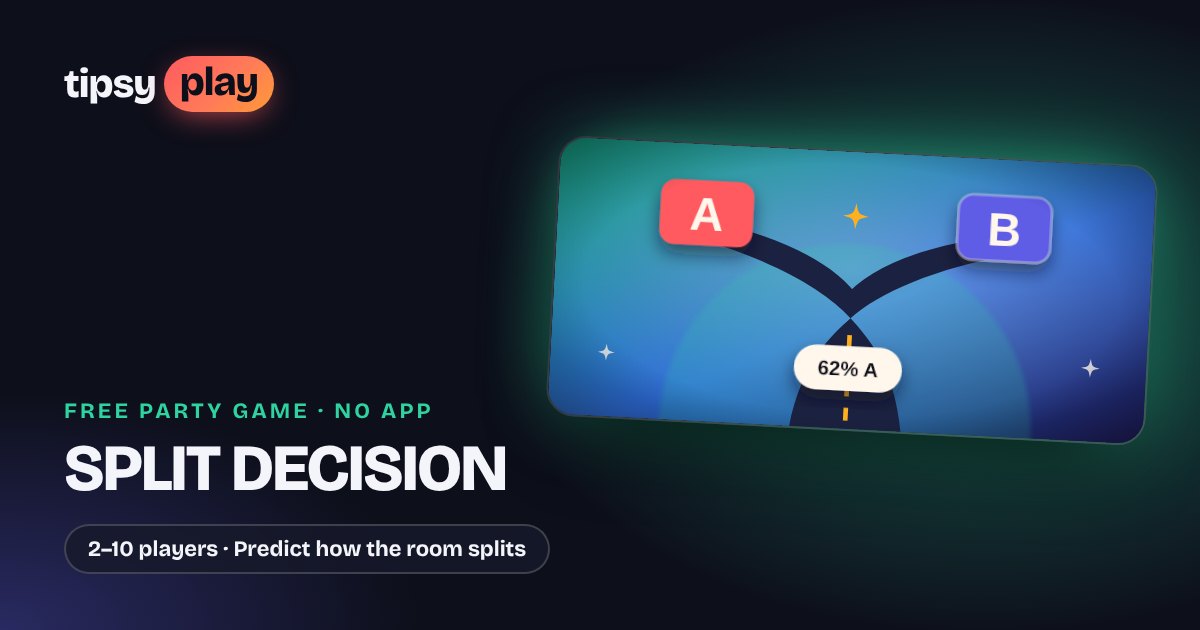 tipsy play
A
B
62% A
FREE PARTY GAME · NO APP
SPLIT DECISION
2–10 players · Predict how the room splits